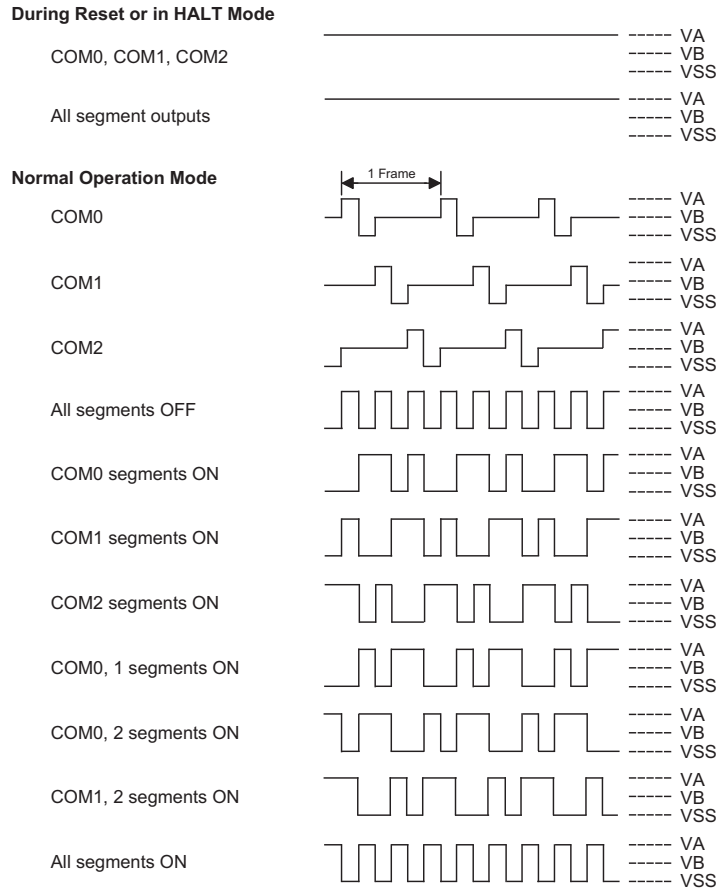 During Reset or in HALT Mode
VA
COM0, COM1, COM2
VB
VSS
VA
All segment outputs
VB
VSS
Normal Operation Mode
1 Frame
VA
COM0
VB
VSS
VA
COM1
VB
VSS
VA
COM2
VB
VSS
VA
All segments OFF
VB
VSS
VA
COM0 segments ON
VB
VSS
VA
COM1 segments ON
VB
VSS
VA
COM2 segments ON
VB
VSS
VA
COM0, 1 segments ON
VB
VSS
VA
COM0, 2 segments ON
VB
VSS
VA
COM1, 2 segments ON
VB
VSS
VA
All segments ON
VB
VSS